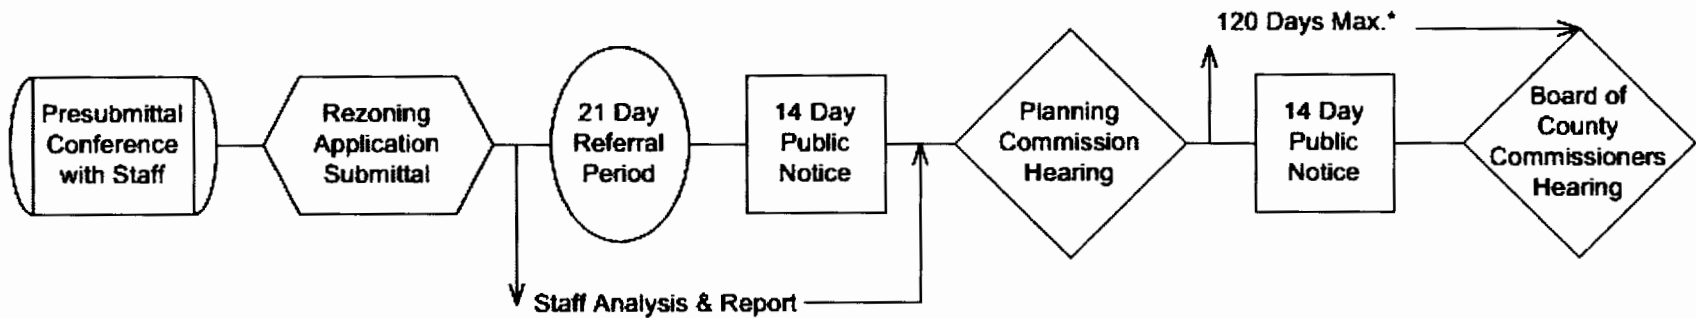 120 Days Max.*
Presubmittal
Conference
with Staff
Rezoning
Application
Submittal
21 Day
Referral
Period
14 Day
Public
Notice
Planning
Commission
Hearing
14 Day
Public
Notice
Board of
County
Commissioners
Hearing
Staff Analysis & Report